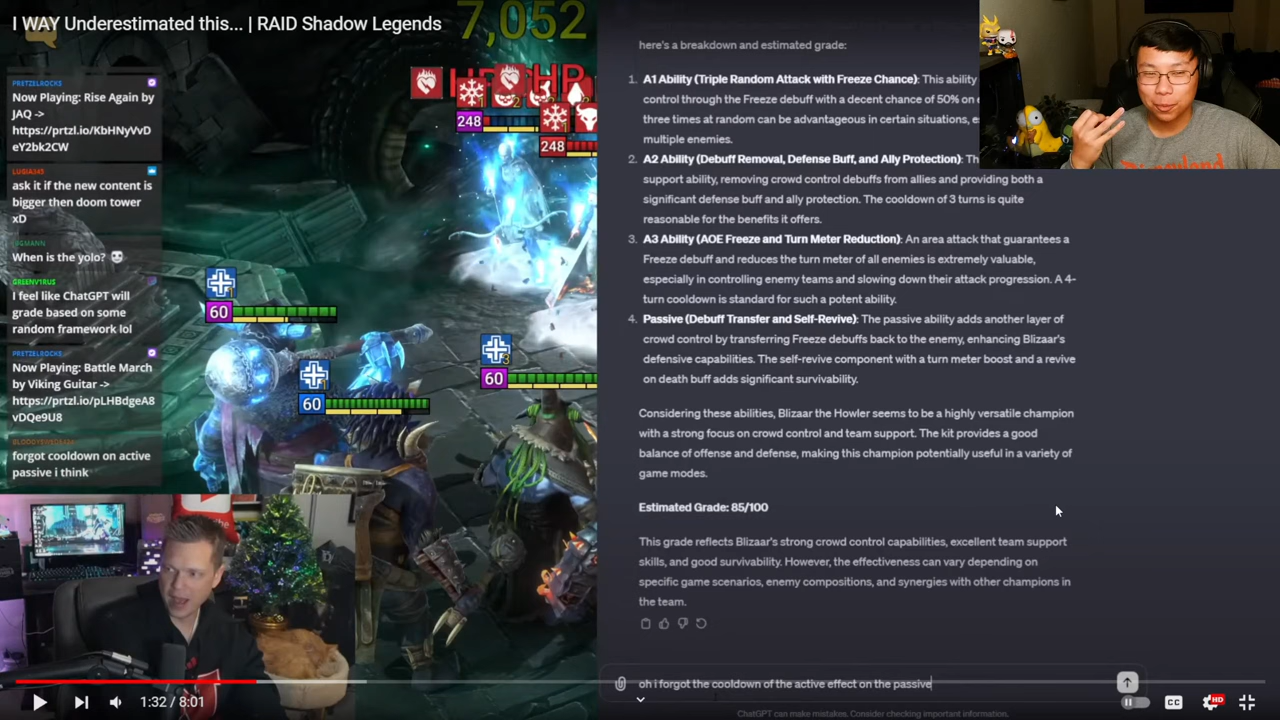 I WAY Underestimated this... | RAID Shadow Legends
7,052
PRETZELROCKS
Now Playing: Rise Again by
JAQ ->
https://prtzl.io/KbHNyVvD
eY2bk2CW
LUGIA345
ask it if the new content is
bigger then doom tower
xD
When is the yolo?
GREENV1RUS
I feel like ChatGPT will
grade based on some
random framework lol
PRETZELROCKS
Now Playing: Battle March
by Viking Guitar ->
https://prtzl.io/pLHBdgeA8
vDQe9U8
forgot cooldown on active
passive i think
248
248
60
60
60
3
here's a breakdown and estimated grade:
1. A1 Ability (Triple Random Attack with Freeze Chance): This ability
control through the Freeze debuff with a decent chance of 50% on
three times at random can be advantageous in certain situations,
multiple enemies.
2. A2 Ability (Debuff Removal, Defense Buff, and Ally Protection):
support ability, removing crowd control debuffs from allies and providing both a
significant defense buff and ally protection. The cooldown of 3 turns is quite
reasonable for the benefits it offers.
3. A3 Ability (AOE Freeze and Turn Meter Reduction): An area attack that guarantees a
Freeze debuff and reduces the turn meter of all enemies is extremely valuable,
especially in controlling enemy teams and slowing down their attack progression. A 4-
turn cooldown is standard for such a potent ability.
4. Passive (Debuff Transfer and Self-Revive): The passive ability adds another layer of
crowd control by transferring Freeze debuffs back to the enemy, enhancing Blizaar's
defensive capabilities. The self-revive component with a turn meter boost and a revive
on death buff adds significant survivability.
Considering these abilities, Blizaar the Howler seems to be a highly versatile champion
with a strong focus on crowd control and team support. The kit provides a good
balance of offense and defense, making this champion potentially useful in a variety of
game modes.
Estimated Grade: 85/100
This grade reflects Blizaar's strong crowd control capabilities, excellent team support
skills, and good survivability. However, the effectiveness can vary depending on
specific game scenarios, enemy compositions, and synergies with other champions in
the team.
oh i forgot the cooldown of the active effect on the passive
ChatGPT can make mistakes. Consider checking important information.
1:32 / 8:01
CC
HD